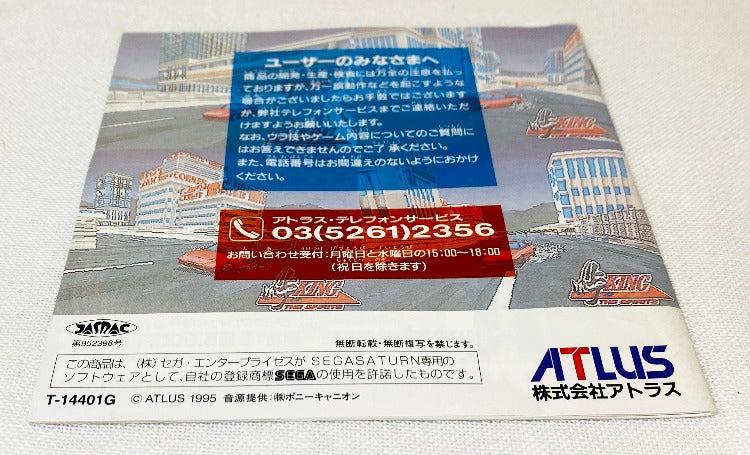 ユーザーのみなさまへ
商品の開発・生産・検査には万全の注意を払っ
ておりますが、万一誤動作などを起こすような
場合がございましたらお手数ではございます
が、弊社テレフォンサービスまでご連絡いただ
けますようお願いいたします。
なお、ウラ技やゲーム内容についてのご質問に
はお答えできませんのでご了承ください。
また、電話番号はお間違えのないようにおかけ
ください。
アトラス・テレフォンサービス
03(5261)2356
お問い合わせ受付:月曜日と水曜日の15:00〜18:00
(祝日を除きます)
KING
THE SPIRITS
KING
THE SPIRITS
KING
THE SPIRITS
JASRAC
第952398号
無断転載・無断複写を禁じます。
この商品は、(株)セガ・エンタープライゼスがSEGASATURN専用の
ソフトウェアとして、自社の登録商標SEGAの使用を許諾したものです。
ATLUS
株式会社アトラス
T-14401G © ATLUS 1995 音源提供:㈱ポニーキャニオン